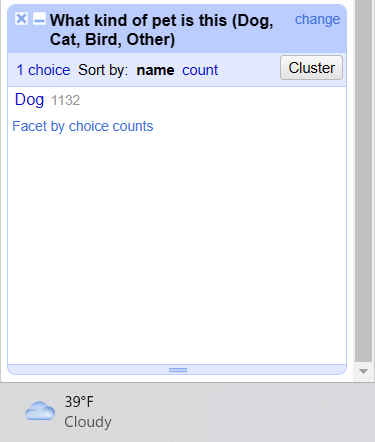 What kind of pet is this (Dog, change
Cat, Bird, Other)
1 choice Sort by: name count Cluster
Dog 1132
Facet by choice counts
39°F
Cloudy